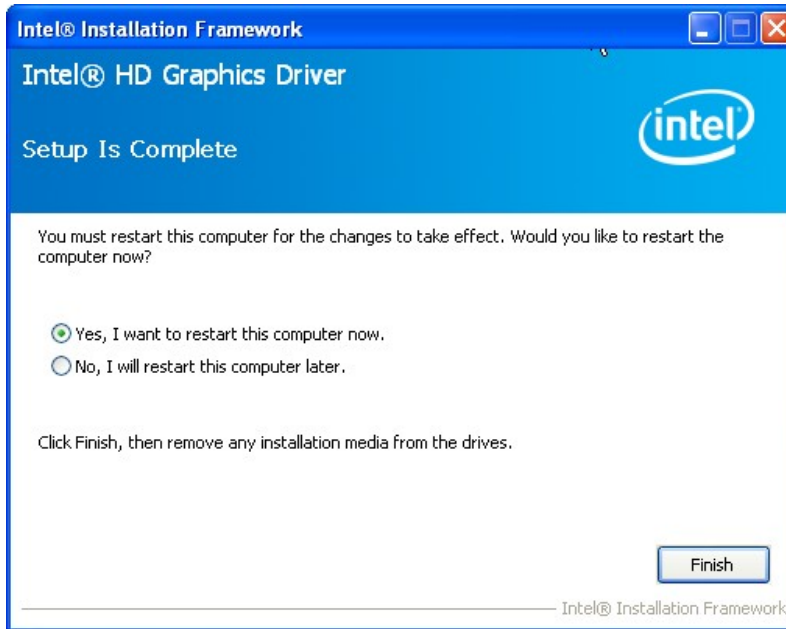 Intel® Installation Framework
Intel® HD Graphics Driver
intel®
Setup Is Complete
You must restart this computer for the changes to take effect. Would you like to restart the
computer now?
Yes, I want to restart this computer now.
No, I will restart this computer later.
Click Finish, then remove any installation media from the drives.
Finish
Intel® Installation Framework